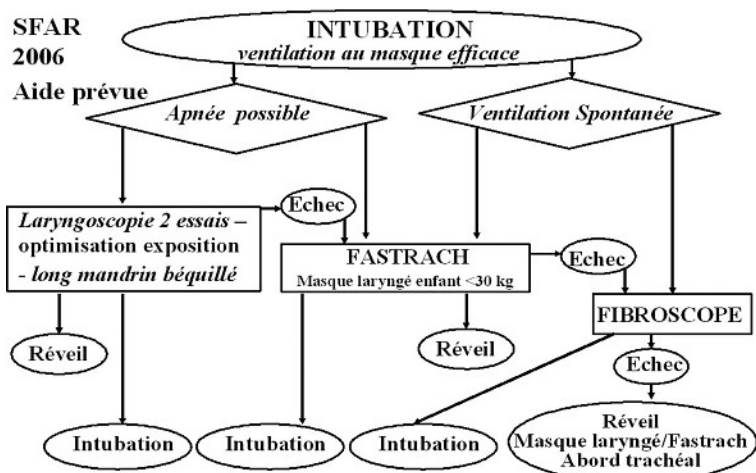 SFAR
2006
Aide prévue
INTUBATION
ventilation au masque efficace
Apnée possible
Ventilation Spontanée
Laryngoscopie 2 essais –
optimisation exposition
- long mandrin béquillé
Echec
FASTRACH
Masque laryngé enfant <30 kg
Echec
FIBROSCOPE
Réveil
Réveil
Echec
Intubation
Intubation
Intubation
Réveil
Masque laryngé/Fastrach
Abord trachéal